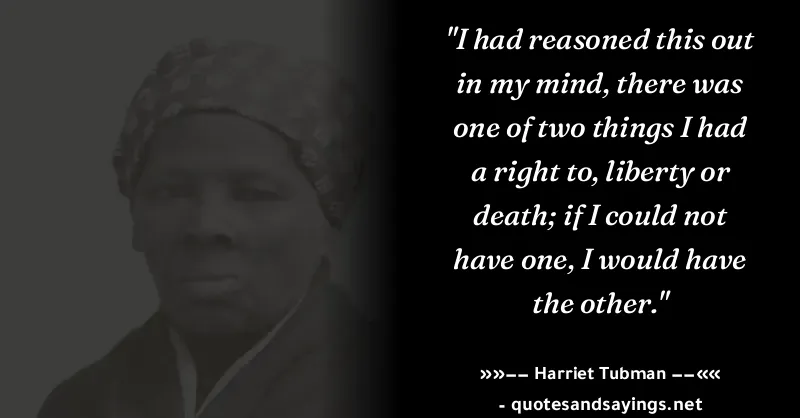 "I had reasoned this out
in my mind, there was
one of two things I had
a right to, liberty or
death; if I could not
have one, I would have
the other."
»»–– Harriet Tubman ––««
- quotesandsayings.net